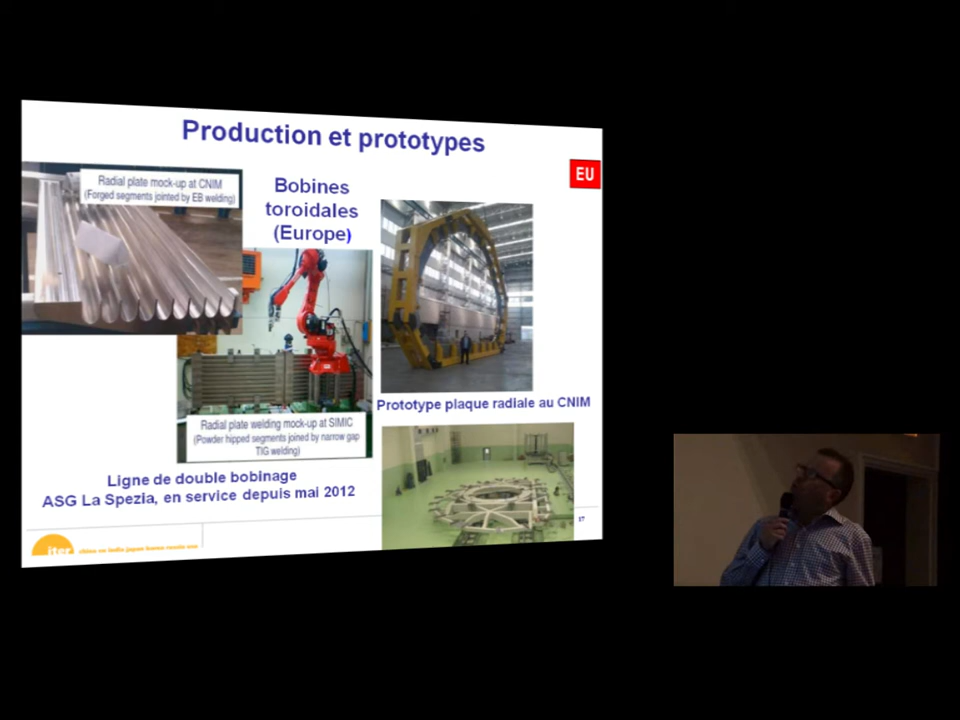 Production et prototypes
EU
Radial plate mock-up at CNIM
(Forged segments jointed by EB welding)
Bobines
toroidales
(Europe)
Prototype plaque radiale au CNIM
Radial plate welding mock-up at SIMIC
(Powder hipped segments joined by narrow gap
TIG welding)
Ligne de double bobinage
ASG La Spezia, en service depuis mai 2012
17
iter china eu india japan korea russia usa